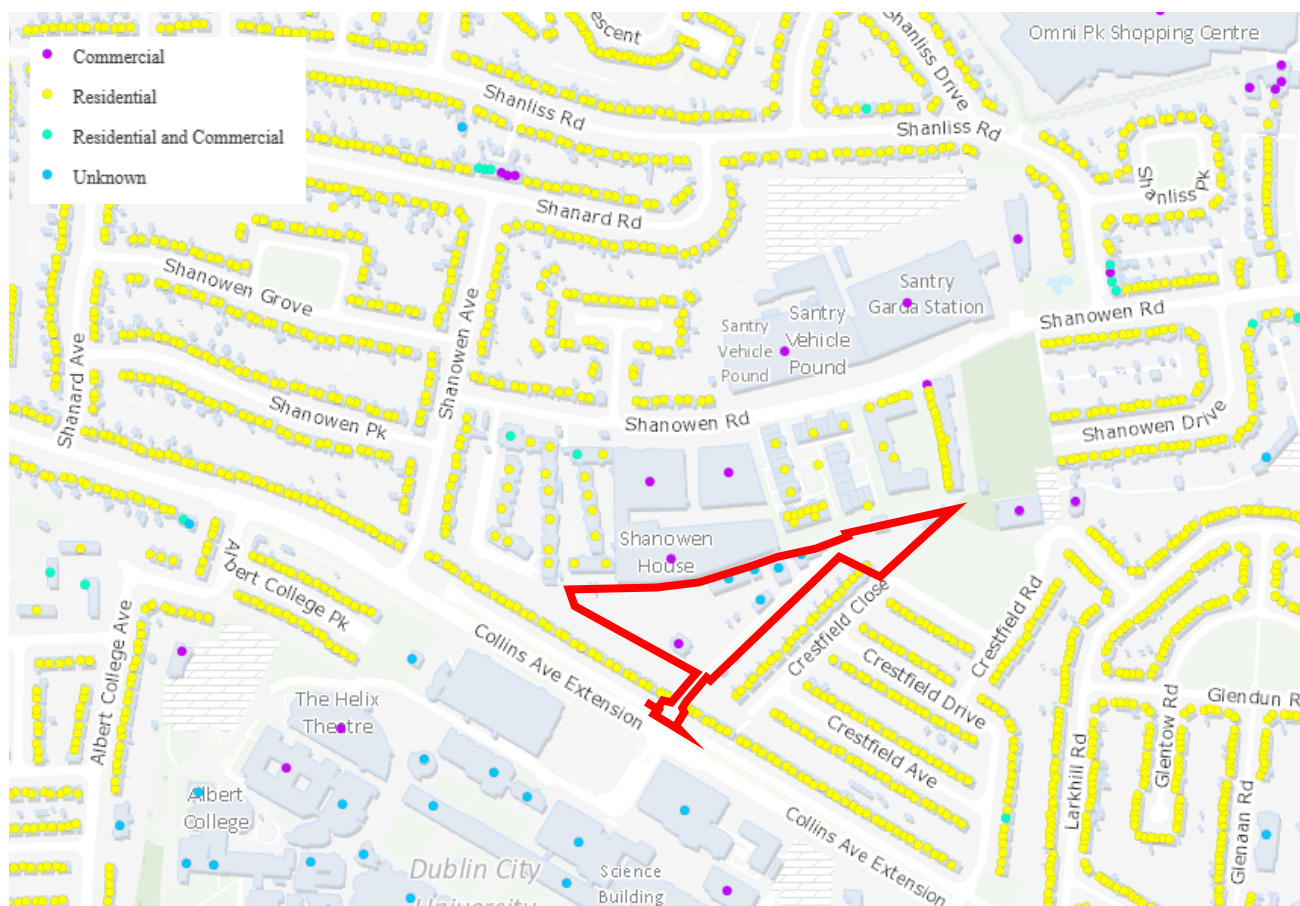 Commercial
Residential
Residential and Commercial
Unknown
escent
Shanliss Drive
Omni Pk Shopping Centre
Shanliss Rd
Shanliss Rd
Shanliss Pk
Shanard Rd
Shanowen Grove
Shanowen Ave
Santry
Garda Station
Santry
Vehicle
Pound
Santry
Vehicle
Pound
Shanowen Rd
Shanard Ave
Shanowen Pk
Shanowen Rd
Shanowen Drive
Shanowen
House
Albert College Pk
Albert College Ave
Collins Ave Extension
Crestfield Close
Crestfield Rd
Crestfield Drive
Crestfield Ave
Larkhill Rd
Glentow Rd
Glendun R
Glenaan Rd
The Helix
Theatre
Albert
College
Dublin City
University
Science
Building
Collins Ave Extension